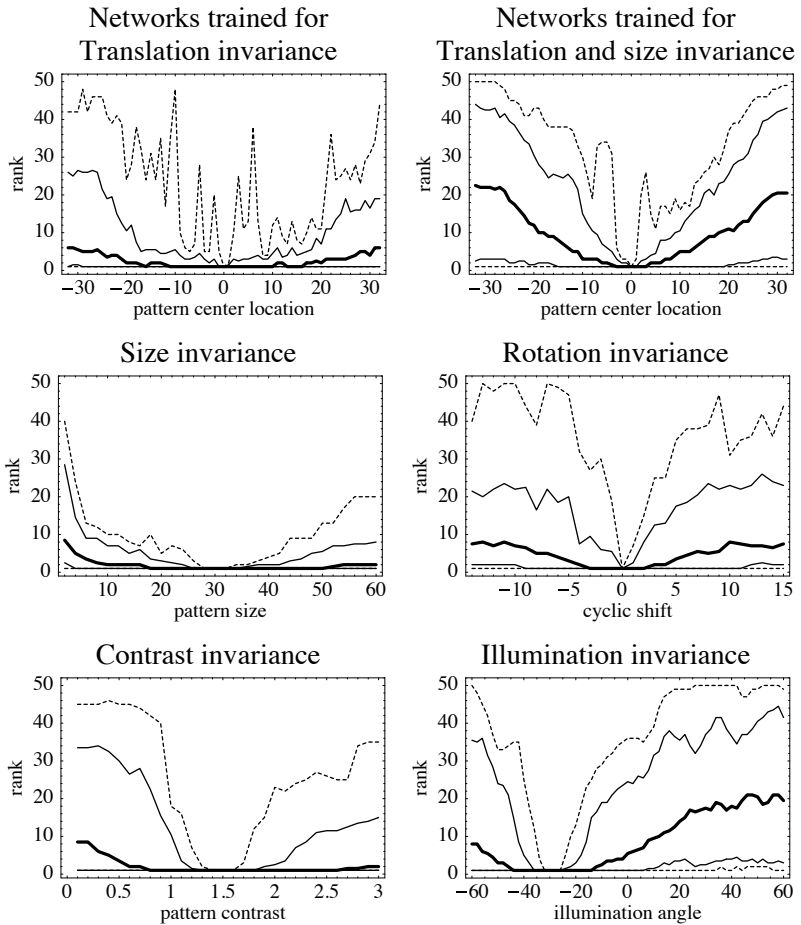 Networks trained for
Translation invariance
50
40
30
20
10
0
rank
−30 −20 −10 0 10 20 30
pattern center location
Networks trained for
Translation and size invariance
50
40
30
20
10
0
rank
−30 −20 −10 0 10 20 30
pattern center location
Size invariance
50
40
30
20
10
0
rank
10 20 30 40 50 60
pattern size
Rotation invariance
50
40
30
20
10
0
rank
−10 −5 0 5 10 15
cyclic shift
Contrast invariance
50
40
30
20
10
0
rank
0 0.5 1 1.5 2 2.5 3
pattern contrast
Illumination invariance
50
40
30
20
10
0
rank
−60 −40 −20 0 20 40 60
illumination angle